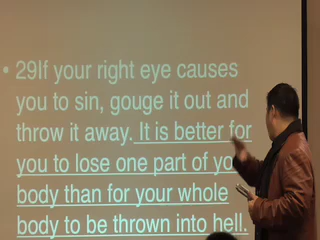 • 29If your right eye causes
you to sin, gouge it out and
throw it away. It is better for
you to lose one part of yo
body than for your whole
body to be thrown into hell.